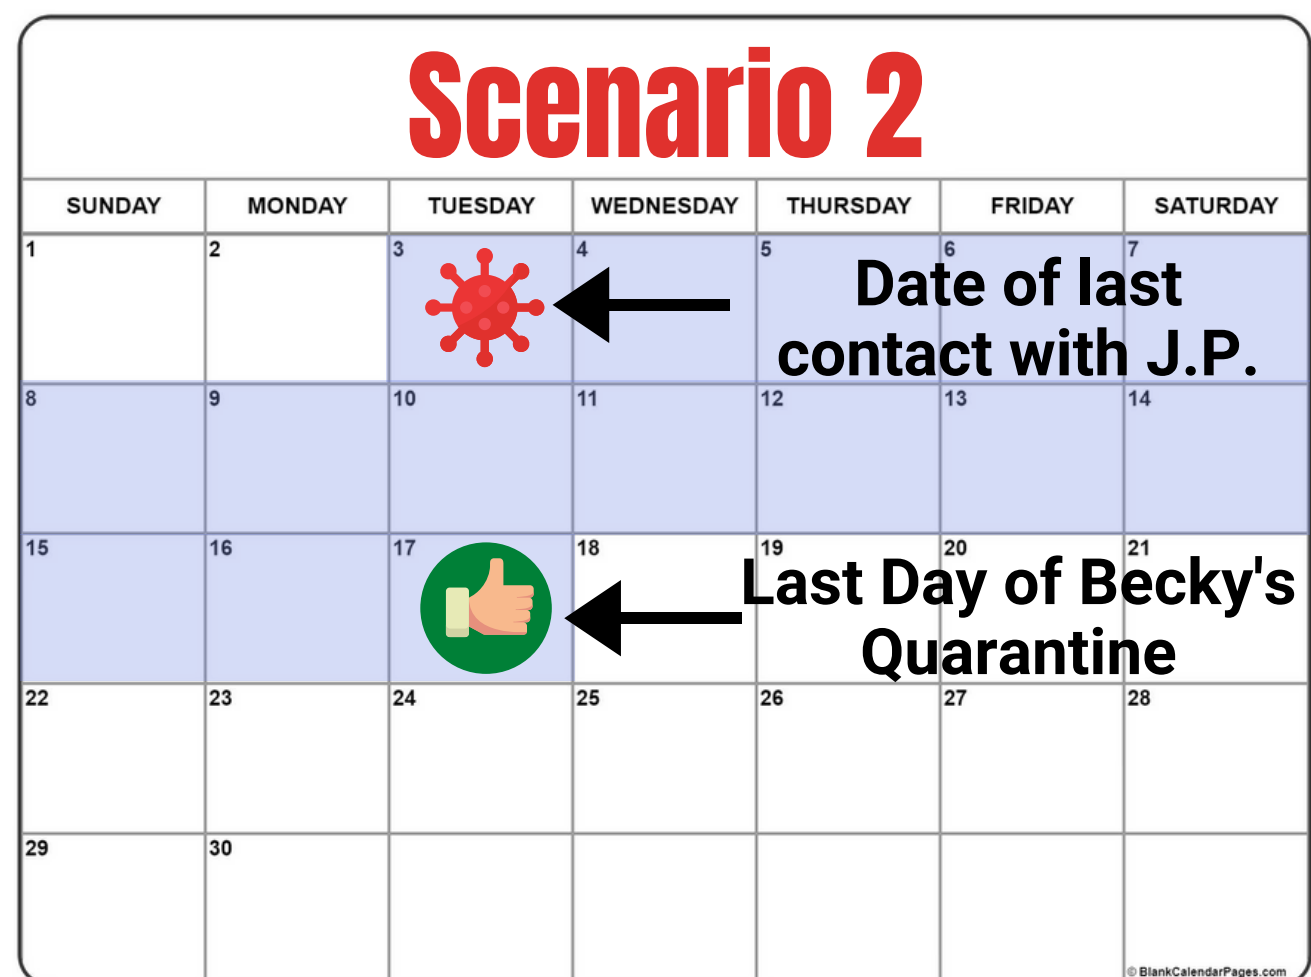 Scenario 2
SUNDAY MONDAY TUESDAY WEDNESDAY THURSDAY FRIDAY SATURDAY
1 2 3 4 5 6 7
Date of last
contact with J.P.
8 9 10 11 12 13 14
15 16 17 18 19 20 21
Last Day of Becky's
Quarantine
22 23 24 25 26 27 28
29 30
© BlankCalendarPages.com